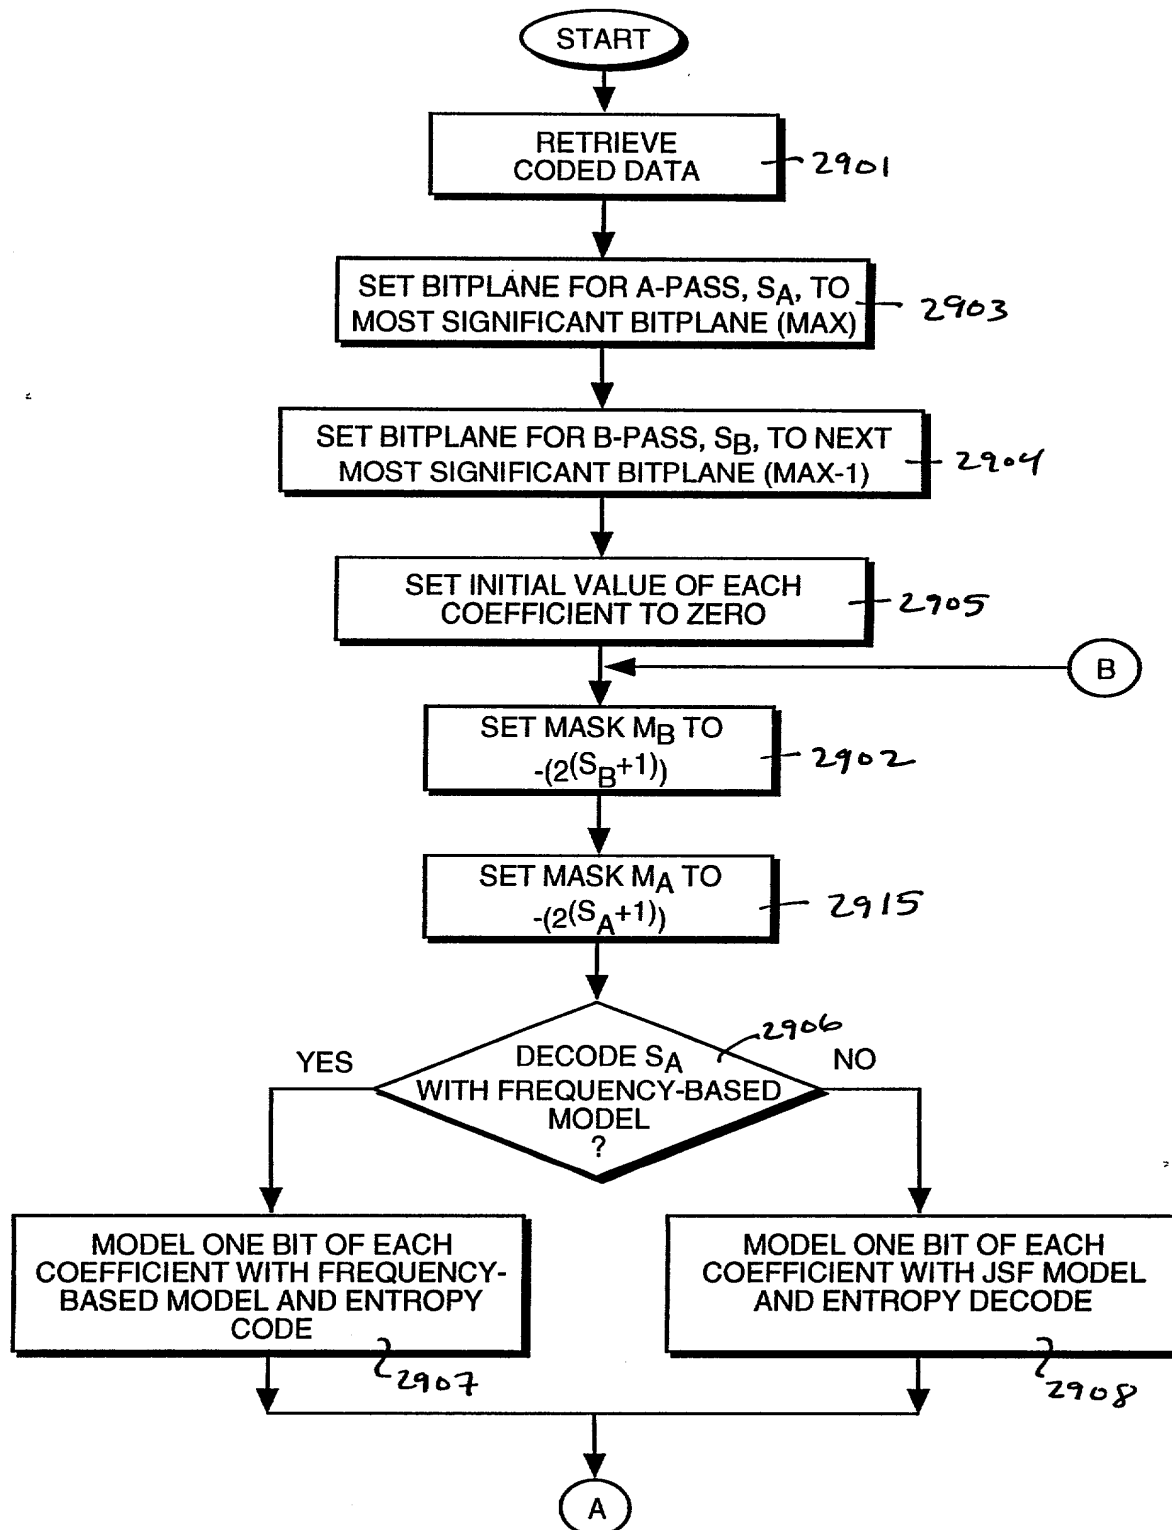 START
RETRIEVE
CODED DATA
2901
SET BITPLANE FOR A-PASS, SA, TO
MOST SIGNIFICANT BITPLANE (MAX)
2903
SET BITPLANE FOR B-PASS, SB, TO NEXT
MOST SIGNIFICANT BITPLANE (MAX-1)
2904
SET INITIAL VALUE OF EACH
COEFFICIENT TO ZERO
2905
B
SET MASK MB TO
-(2(SB+1))
2902
SET MASK MA TO
-(2(SA+1))
2915
2906
YES
NO
DECODE SA
WITH FREQUENCY-BASED
MODEL
?
MODEL ONE BIT OF EACH
COEFFICIENT WITH FREQUENCY-
BASED MODEL AND ENTROPY
CODE
2907
MODEL ONE BIT OF EACH
COEFFICIENT WITH JSF MODEL
AND ENTROPY DECODE
2908
A